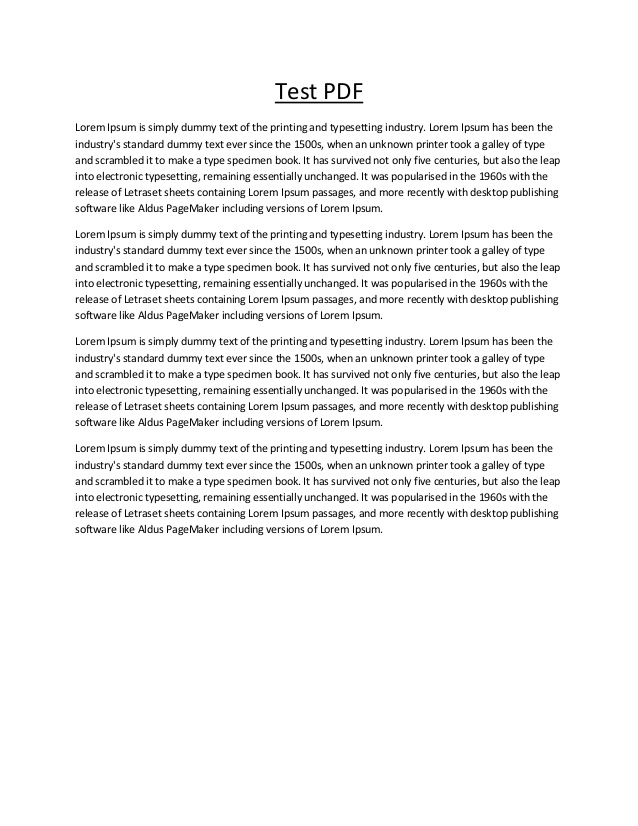 Test PDF
Lorem Ipsum is simply dummy text of the printing and typesetting industry. Lorem Ipsum has been the
industry's standard dummy text ever since the 1500s, when an unknown printer took a galley of type
and scrambled it to make a type specimen book. It has survived not only five centuries, but also the leap
into electronic typesetting, remaining essentially unchanged. It was popularised in the 1960s with the
release of Letraset sheets containing Lorem Ipsum passages, and more recently with desktop publishing
software like Aldus PageMaker including versions of Lorem Ipsum.
Lorem Ipsum is simply dummy text of the printing and typesetting industry. Lorem Ipsum has been the
industry's standard dummy text ever since the 1500s, when an unknown printer took a galley of type
and scrambled it to make a type specimen book. It has survived not only five centuries, but also the leap
into electronic typesetting, remaining essentially unchanged. It was popularised in the 1960s with the
release of Letraset sheets containing Lorem Ipsum passages, and more recently with desktop publishing
software like Aldus PageMaker including versions of Lorem Ipsum.
Lorem Ipsum is simply dummy text of the printing and typesetting industry. Lorem Ipsum has been the
industry's standard dummy text ever since the 1500s, when an unknown printer took a galley of type
and scrambled it to make a type specimen book. It has survived not only five centuries, but also the leap
into electronic typesetting, remaining essentially unchanged. It was popularised in the 1960s with the
release of Letraset sheets containing Lorem Ipsum passages, and more recently with desktop publishing
software like Aldus PageMaker including versions of Lorem Ipsum.
Lorem Ipsum is simply dummy text of the printing and typesetting industry. Lorem Ipsum has been the
industry's standard dummy text ever since the 1500s, when an unknown printer took a galley of type
and scrambled it to make a type specimen book. It has survived not only five centuries, but also the leap
into electronic typesetting, remaining essentially unchanged. It was popularised in the 1960s with the
release of Letraset sheets containing Lorem Ipsum passages, and more recently with desktop publishing
software like Aldus PageMaker including versions of Lorem Ipsum.